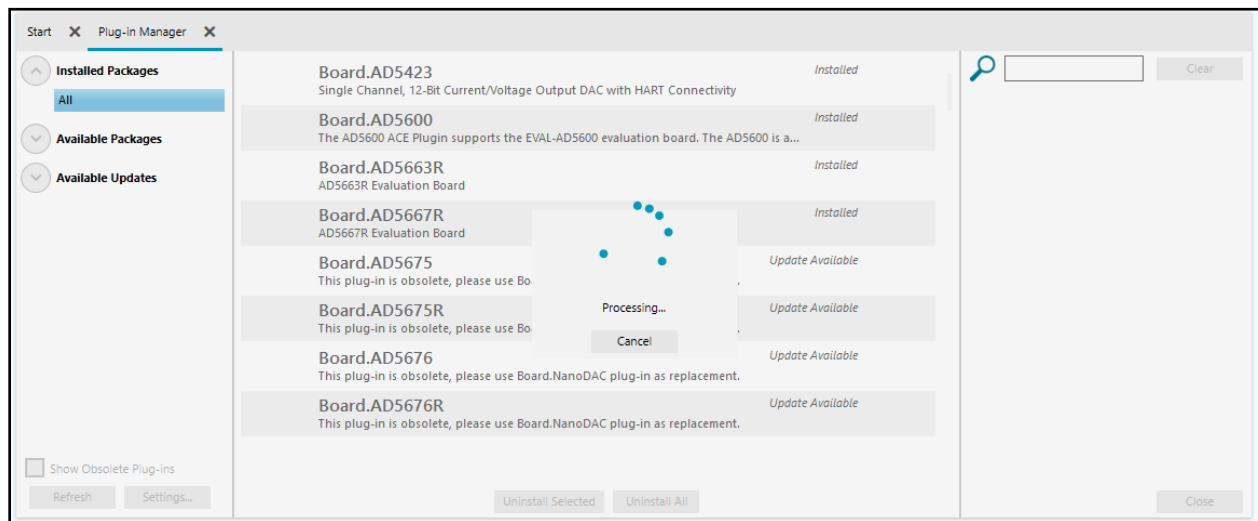 Start
Plug-in Manager
Installed Packages
All
Available Packages
Available Updates
Show Obsolete Plug-ins
Refresh
Settings...
Board.AD5423
Installed
Single Channel, 12-Bit Current/Voltage Output DAC with HART Connectivity
Board.AD5600
Installed
The AD5600 ACE Plugin supports the EVAL-AD5600 evaluation board. The AD5600 is a...
Board.AD5663R
Installed
AD5663R Evaluation Board
Board.AD5667R
Installed
AD5667R Evaluation Board
Board.AD5675
Update Available
This plug-in is obsolete, please use Bo
Board.AD5675R
Update Available
This plug-in is obsolete, please use Bo
Board.AD5676
Update Available
This plug-in is obsolete, please use Board.NanoDAC plug-in as replacement.
Board.AD5676R
Update Available
This plug-in is obsolete, please use Board.NanoDAC plug-in as replacement.
Processing...
Cancel
Uninstall Selected
Uninstall All
Clear
Close